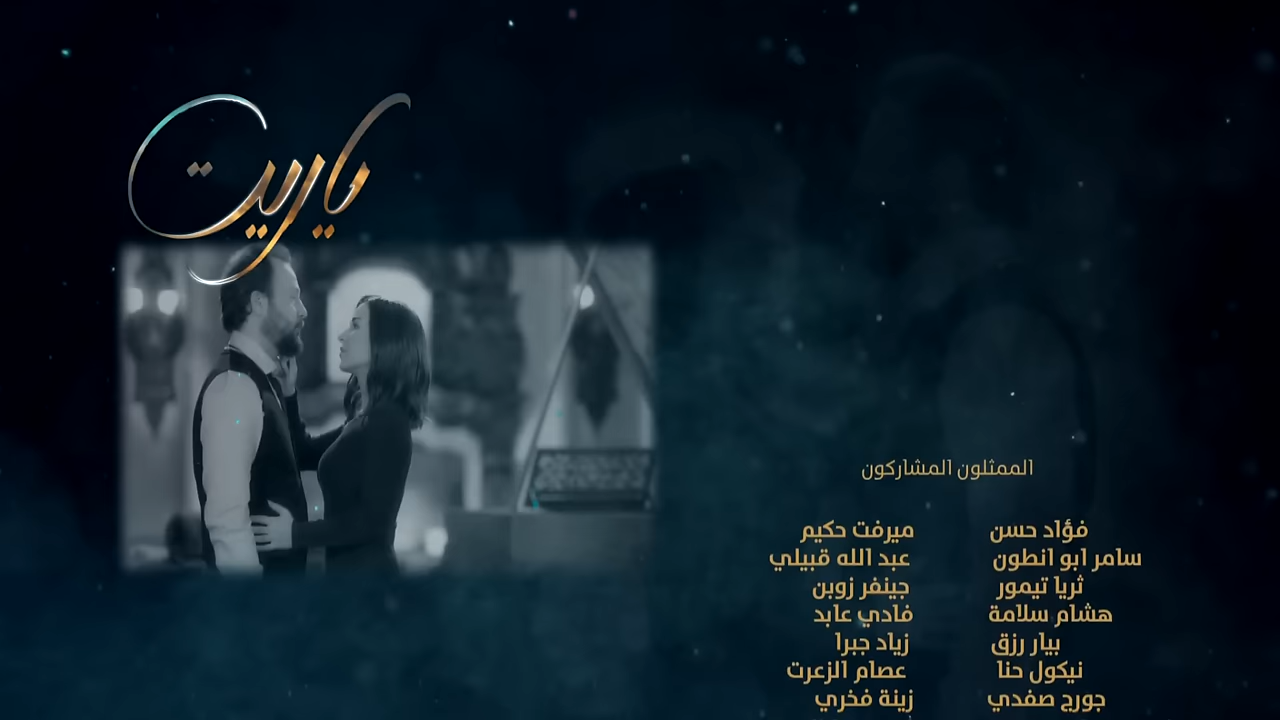 ياريت
الممثلون المشاركون
فؤاد حسن ميرفت حكيم
سامر ابو انطون عبد الله قبيلي
ثريا تيمور جينفر زوبن
هشام سلامة فادي عابد
بيار رزق زياد جبرا
نيكول حنا عصام الزعرت
جورج صفدي زينة فخري